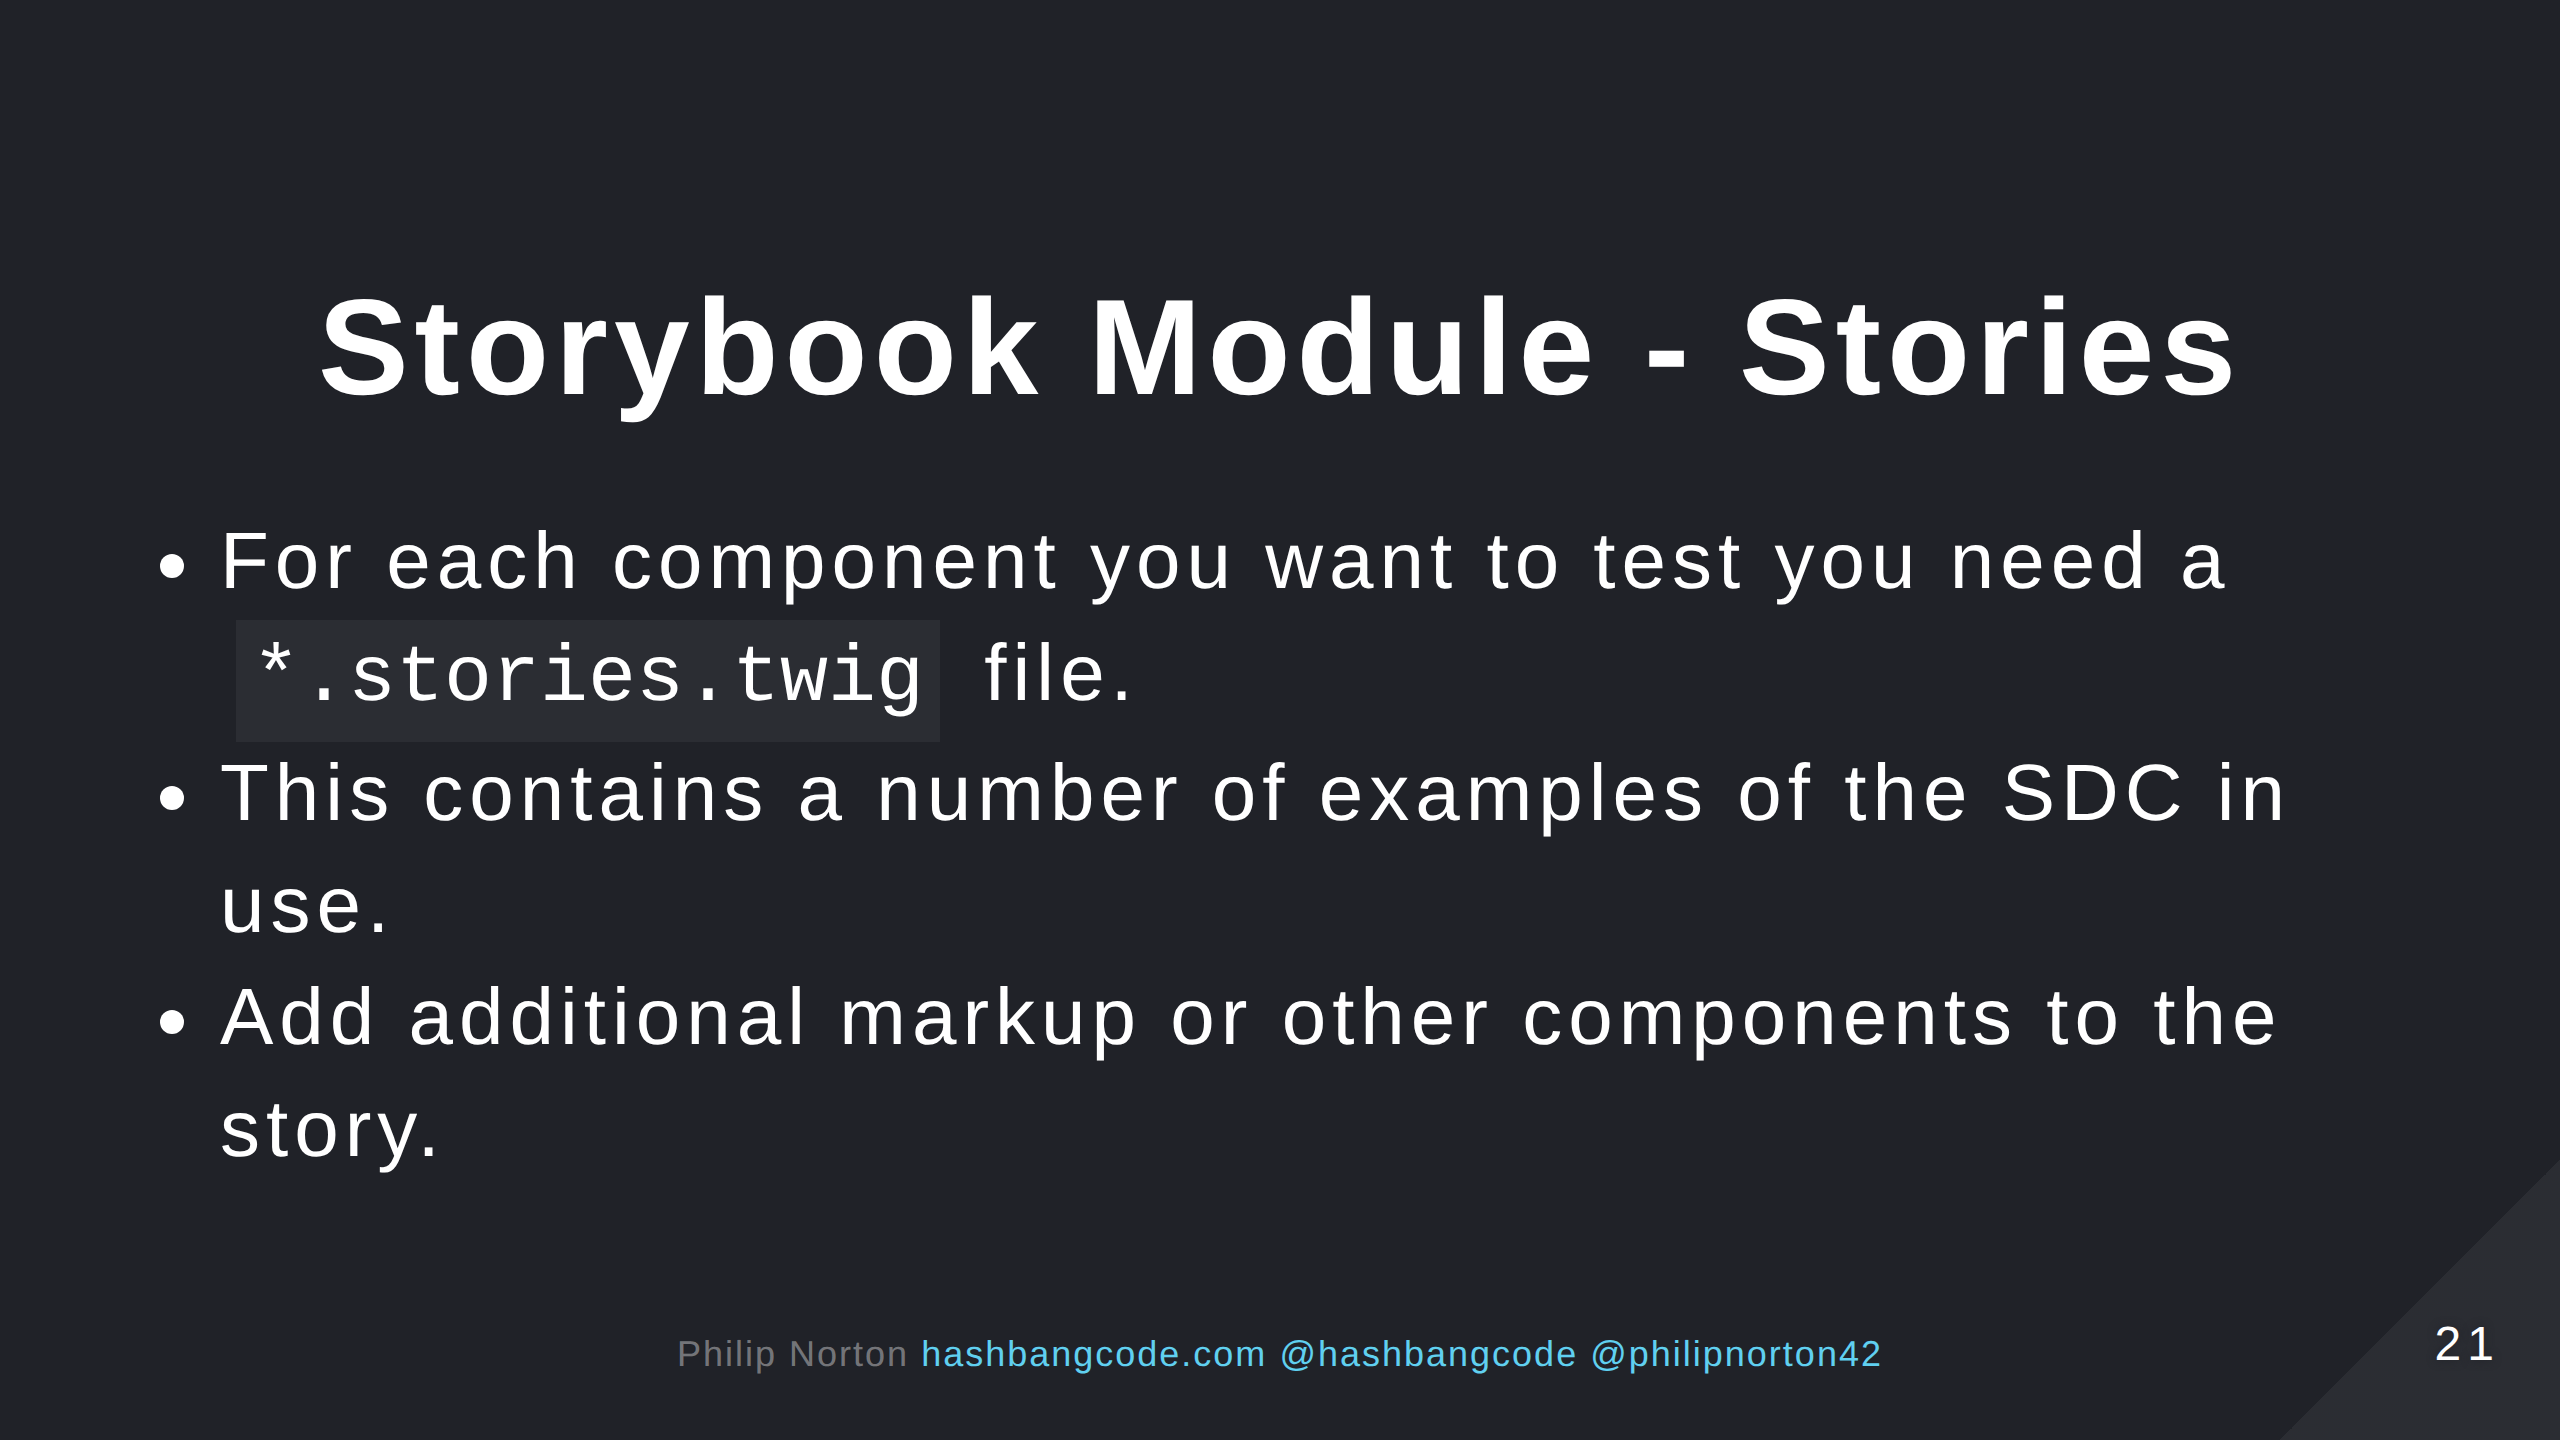 Storybook Module - Stories
• For each component you want to test you need a
*.stories.twig file.
• This contains a number of examples of the SDC in
use.
• Add additional markup or other components to the
story.
Philip Norton hashbangcode.com @hashbangcode @philipnorton42
21